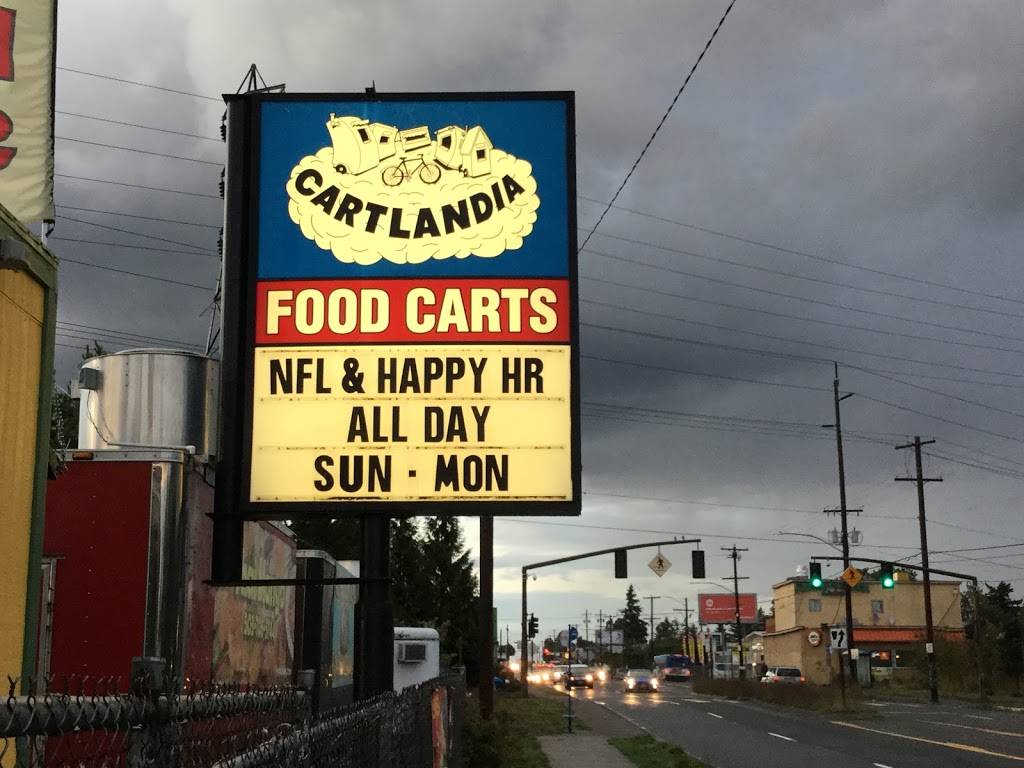 CARTLANDIA
FOOD CARTS
NFL & HAPPY HR
ALL DAY
SUN · MON